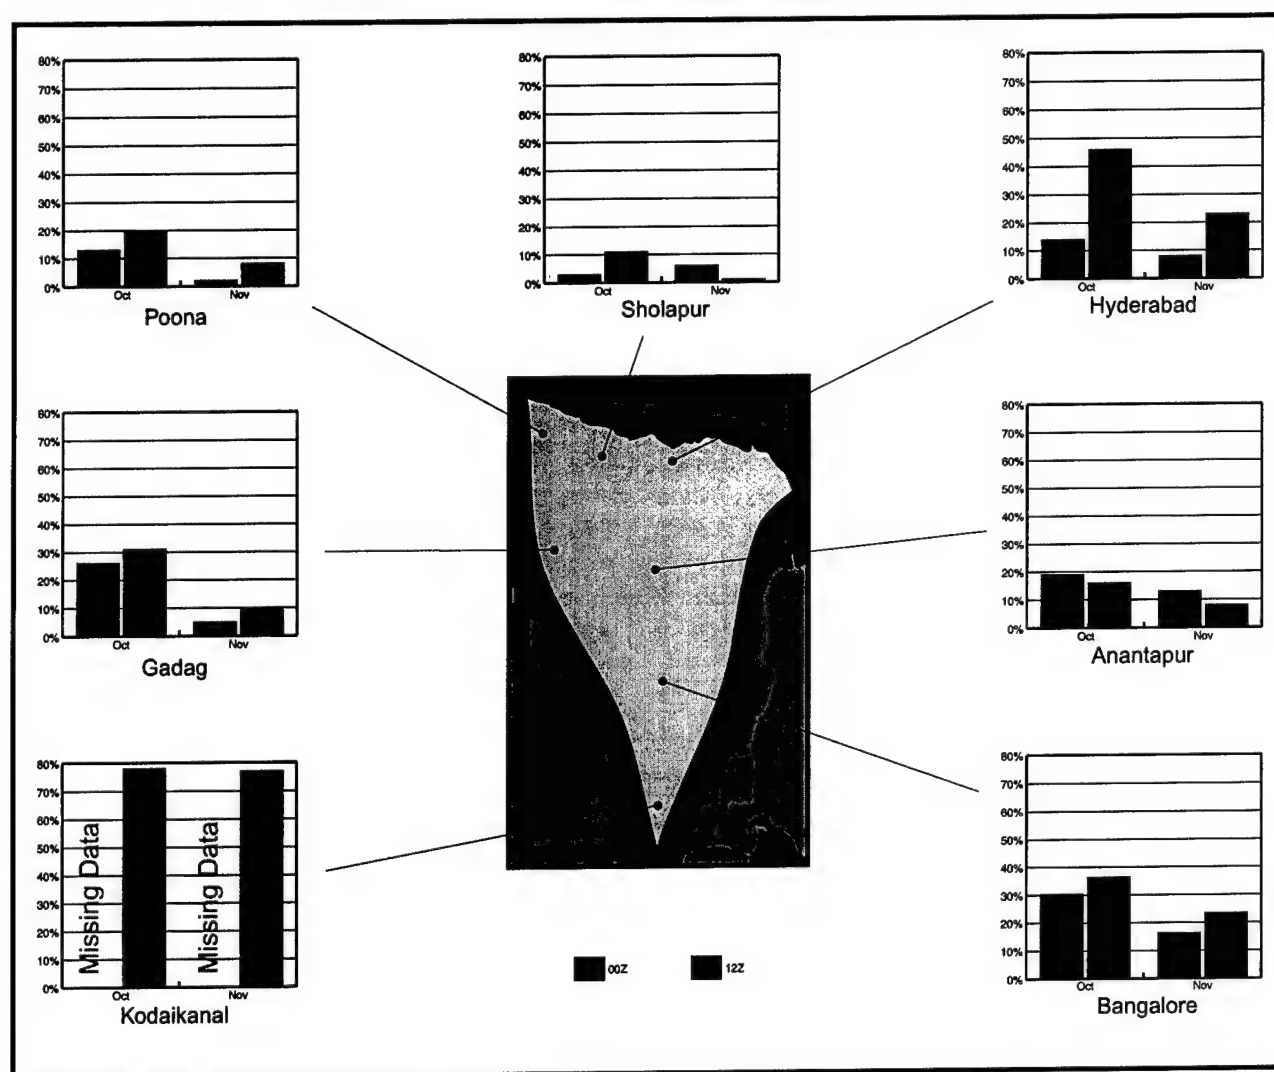 80%
70%
60%
50%
40%
30%
20%
10%
0%
Oct
Nov
Poona
80%
70%
60%
50%
40%
30%
20%
10%
0%
Oct
Nov
Sholapur
80%
70%
60%
50%
40%
30%
20%
10%
0%
Oct
Nov
Hyderabad
80%
70%
60%
50%
40%
30%
20%
10%
0%
Oct
Nov
Gadag
80%
70%
60%
50%
40%
30%
20%
10%
0%
Oct
Nov
Anantapur
80%
70%
60%
50%
40%
30%
20%
10%
0%
Missing Data
Missing Data
Oct
Nov
Kodaikanal
80%
70%
60%
50%
40%
30%
20%
10%
0%
Oct
Nov
Bangalore
00Z
12Z